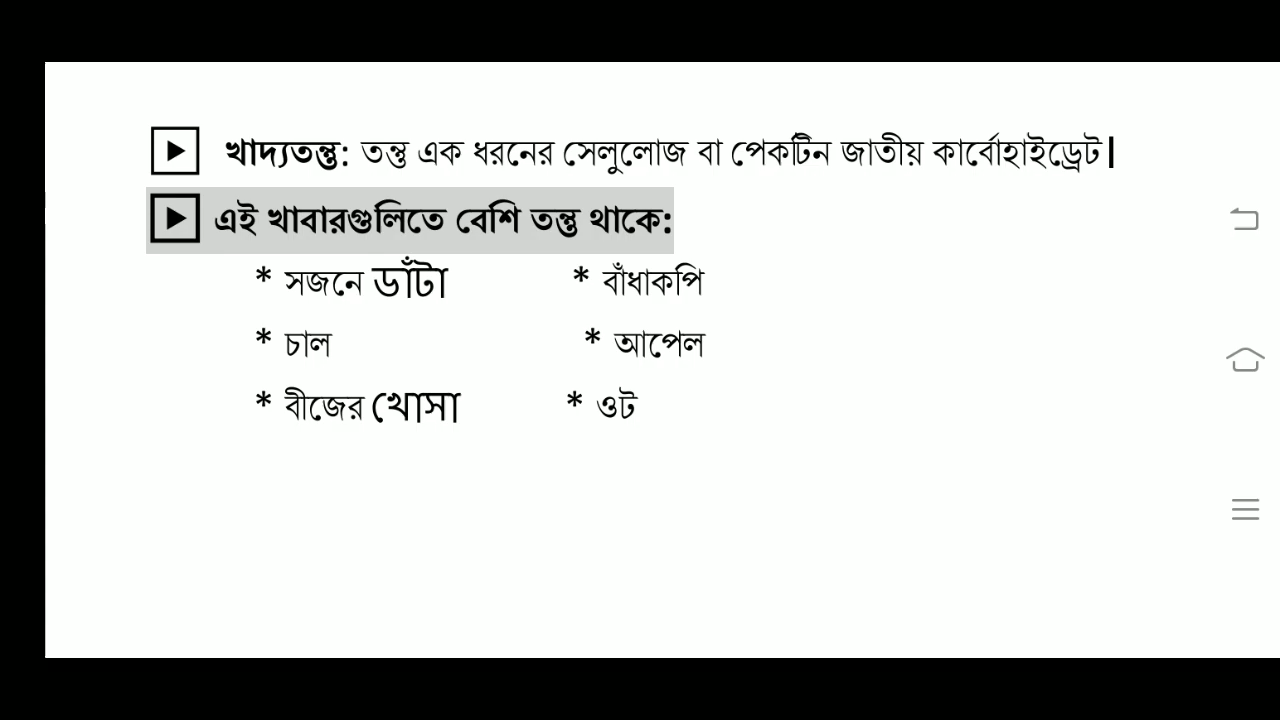 খাদ্যতন্তু: তন্তু এক ধরনের সেলুলোজ বা পেকটিন জাতীয় কার্বোহাইড্রেট|
এই খাবারগুলিতে বেশি তন্তু থাকে:
* সজনে ডাঁটা * বাঁধাকপি
* চাল * আপেল
* বীজের খোসা * ওট